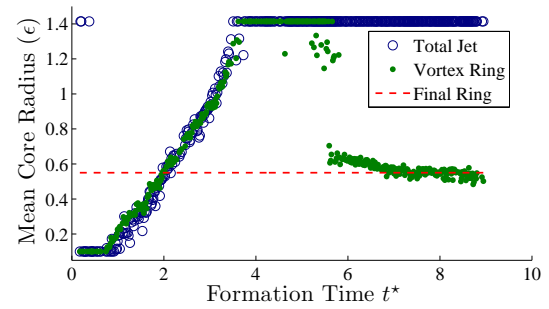 1.4
1.2
1
0.8
0.6
0.4
0.2
Mean Core Radius (ϵ)
Total Jet
Vortex Ring
Final Ring
0 2 4 6 8 10
Formation Time t⋆